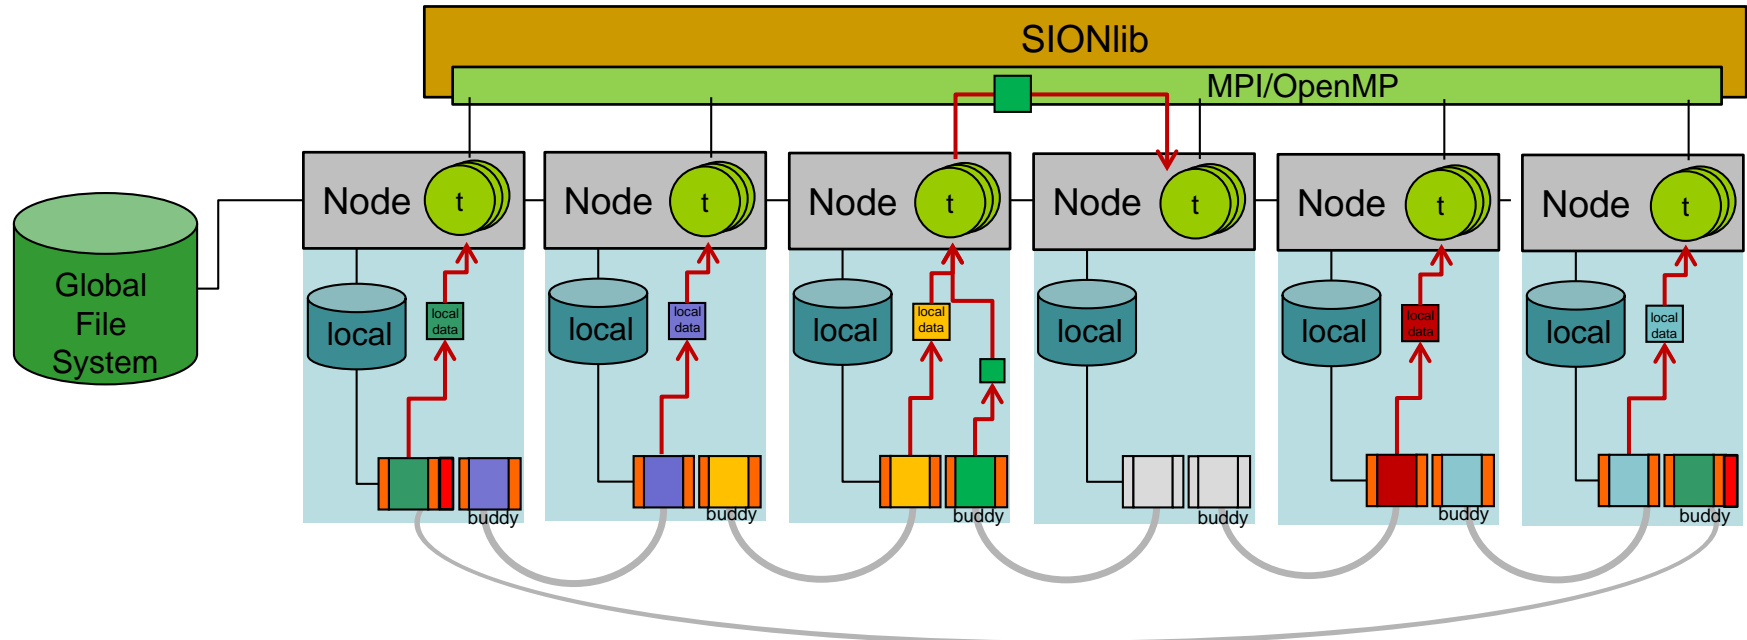 SIONlib
MPI/OpenMP
Node t
Node t
Node t
Node t
Node t
Node t
Global
File
System
local
local
data
local
local
data
local
local
data
local
local
local
data
local
local
data
buddy
buddy
buddy
buddy
buddy
buddy